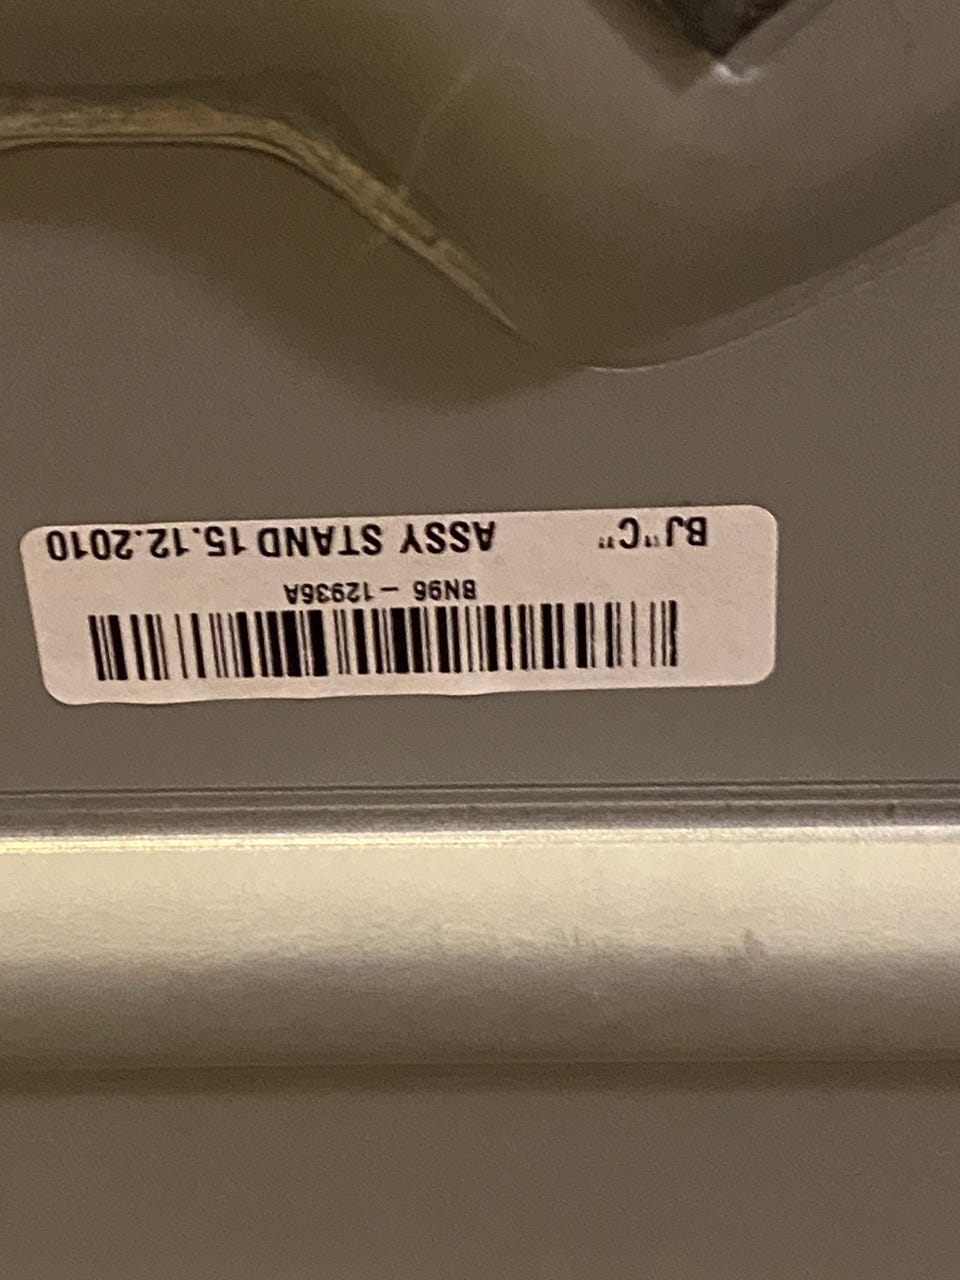 BN96 - 12936A
BJ"C" ASSY STAND 15.12.2010